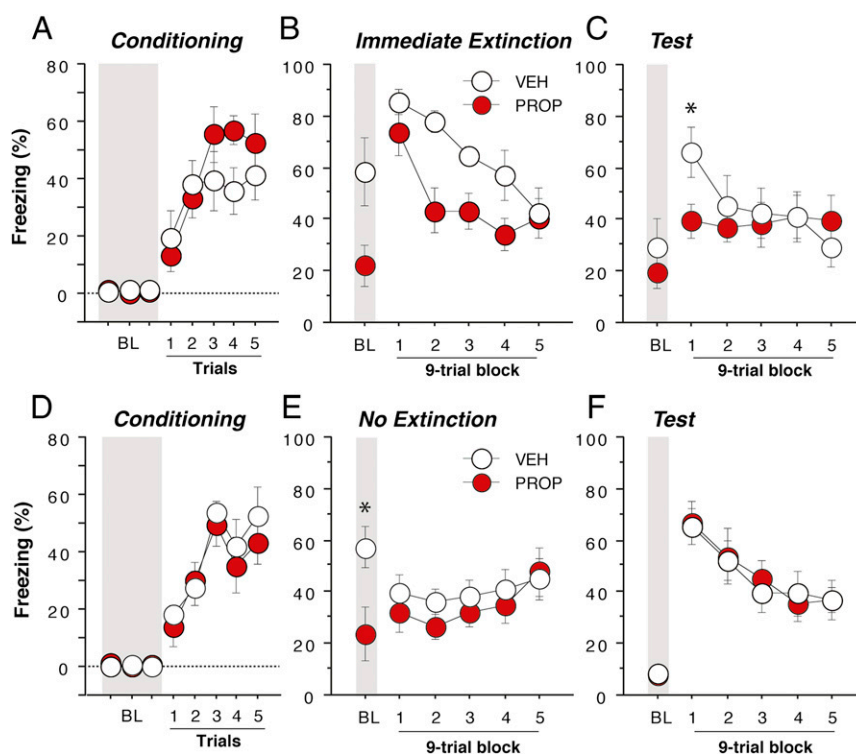 A Conditioning
B Immediate Extinction
C Test
Freezing (%)
80
60
40
20
0
BL
1 2 3 4 5
Trials
100
80
60
40
20
0
VEH
PROP
BL 1 2 3 4 5
9-trial block
100
80
60
40
20
0
*
VEH
PROP
BL 1 2 3 4 5
9-trial block
D Conditioning
E No Extinction
F Test
Freezing (%)
80
60
40
20
0
BL
1 2 3 4 5
Trials
100
80
60
40
20
0
*
VEH
PROP
BL 1 2 3 4 5
9-trial block
100
80
60
40
20
0
BL 1 2 3 4 5
9-trial block